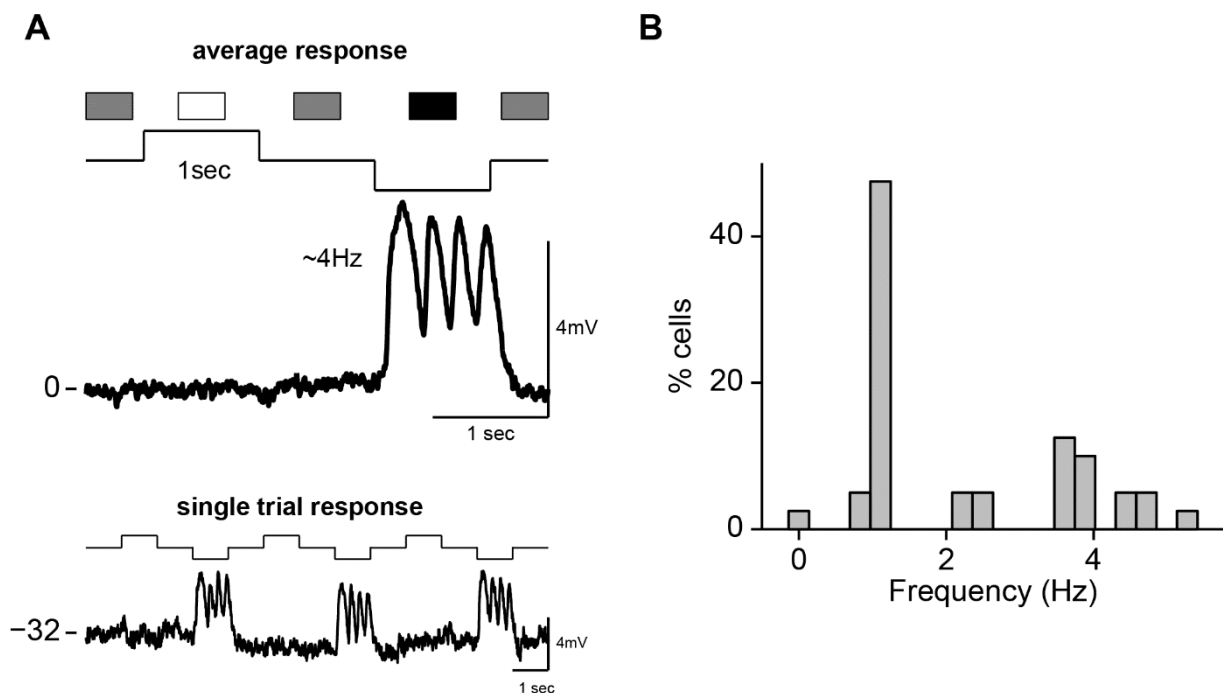 A
average response
1sec
~4Hz
4mV
0
1 sec
single trial response
−32
4mV
1 sec
B
% cells
40
20
0
0 2 4
Frequency (Hz)